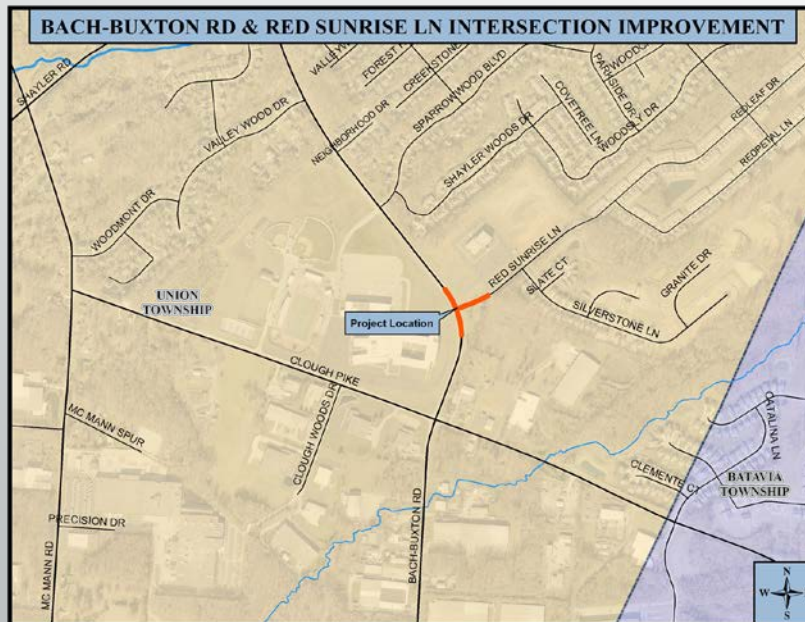 BACH-BUXTON RD & RED SUNRISE LN INTERSECTION IMPROVEMENT
SHAYLER RD
FOREST
CREENSTONE
WOODC
PARKSIDE DR
VALLEY WOOD DR
NEIGHBORHOOD DR
SPARROWWOOD BLVD
COVETREE LN
WOODSLY DR
REDLEAF DR
REDPETAL LN
SHAYLER WOODS DR
WOODMONT DR
RED SUNRISE LN
SLATE CT
GRANITE DR
UNION
TOWNSHIP
SILVERSTONE LN
Project Location
CLOUGH PIKE
MC MANN SPUR
CLOUGH WOODS DR
CATALINA LN
CLEMENTE CT
BATAVIA
TOWNSHIP
PRECISION DR
BACH-BUXTON RD
MC MANN RD
N
W E
S